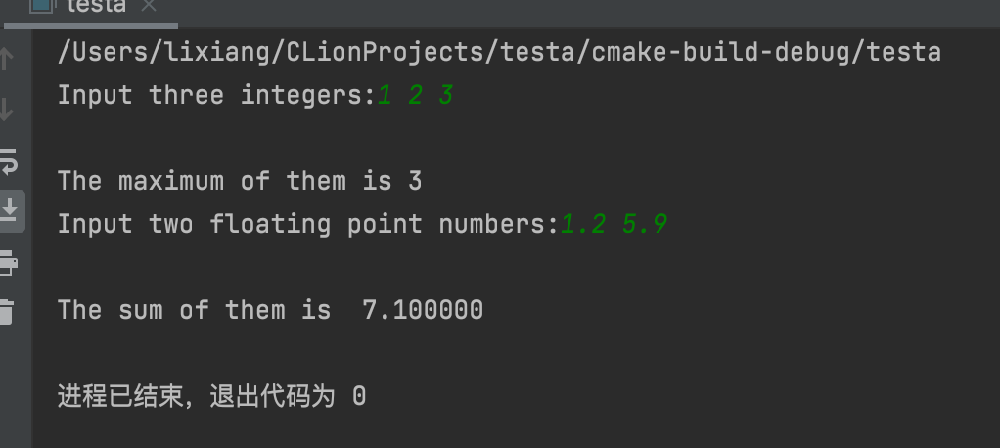 testa
/Users/lixiang/CLionProjects/testa/cmake-build-debug/testa
Input three integers:1 2 3
The maximum of them is 3
Input two floating point numbers:1.2 5.9
The sum of them is  7.100000
进程已结束，退出代码为 0